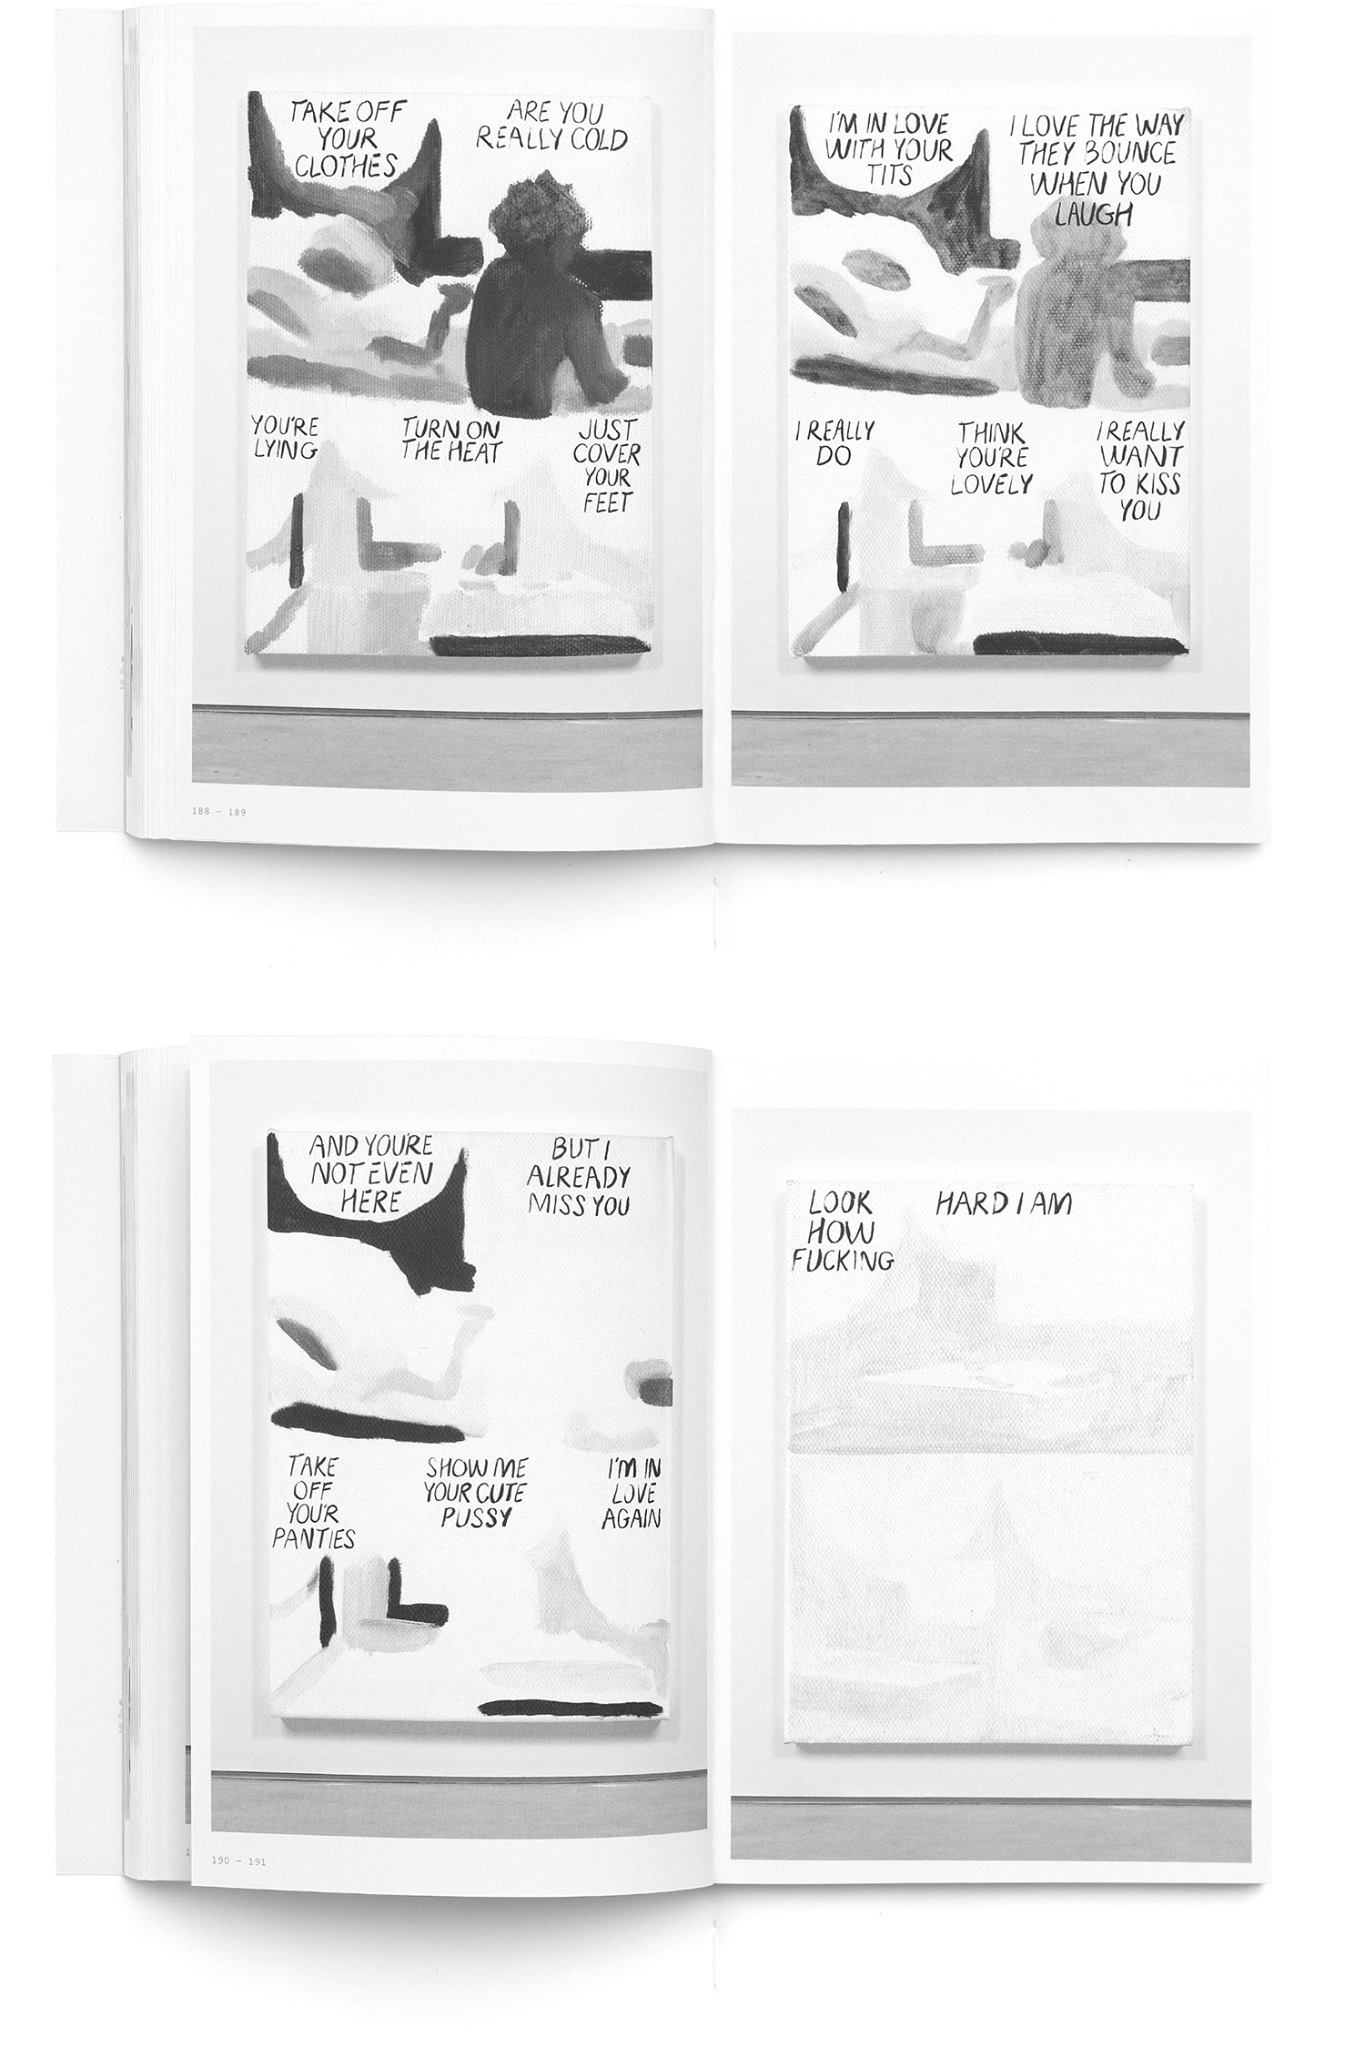 TAKE OFF
YOUR
CLOTHES
ARE YOU
REALLY COLD
YOU'RE
LYING
TURN ON
THE HEAT
JUST
COVER
YOUR
FEET
188 – 189
I'M IN LOVE
WITH YOUR
TITS
I LOVE THE WAY
THEY BOUNCE
WHEN YOU
LAUGH
I REALLY
DO
THINK
YOU'RE
LOVELY
I REALLY
WANT
TO KISS
YOU
AND YOU'RE
NOT EVEN
HERE
BUT I
ALREADY
MISS YOU
TAKE
OFF
YOU'R
PANTIES
SHOW ME
YOUR CUTE
PUSSY
I'M IN
LOVE
AGAIN
190 – 191
LOOK
HOW
FUCKING
HARD I AM